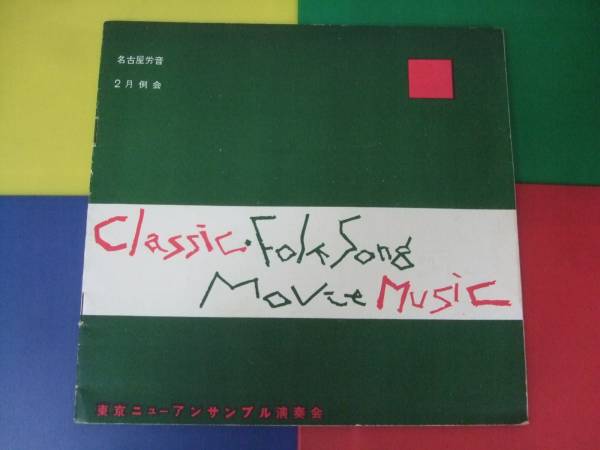 名古屋労音
2月例会
Classic・Folk Song
Movie Music
東京ニューアンサンブル演奏会